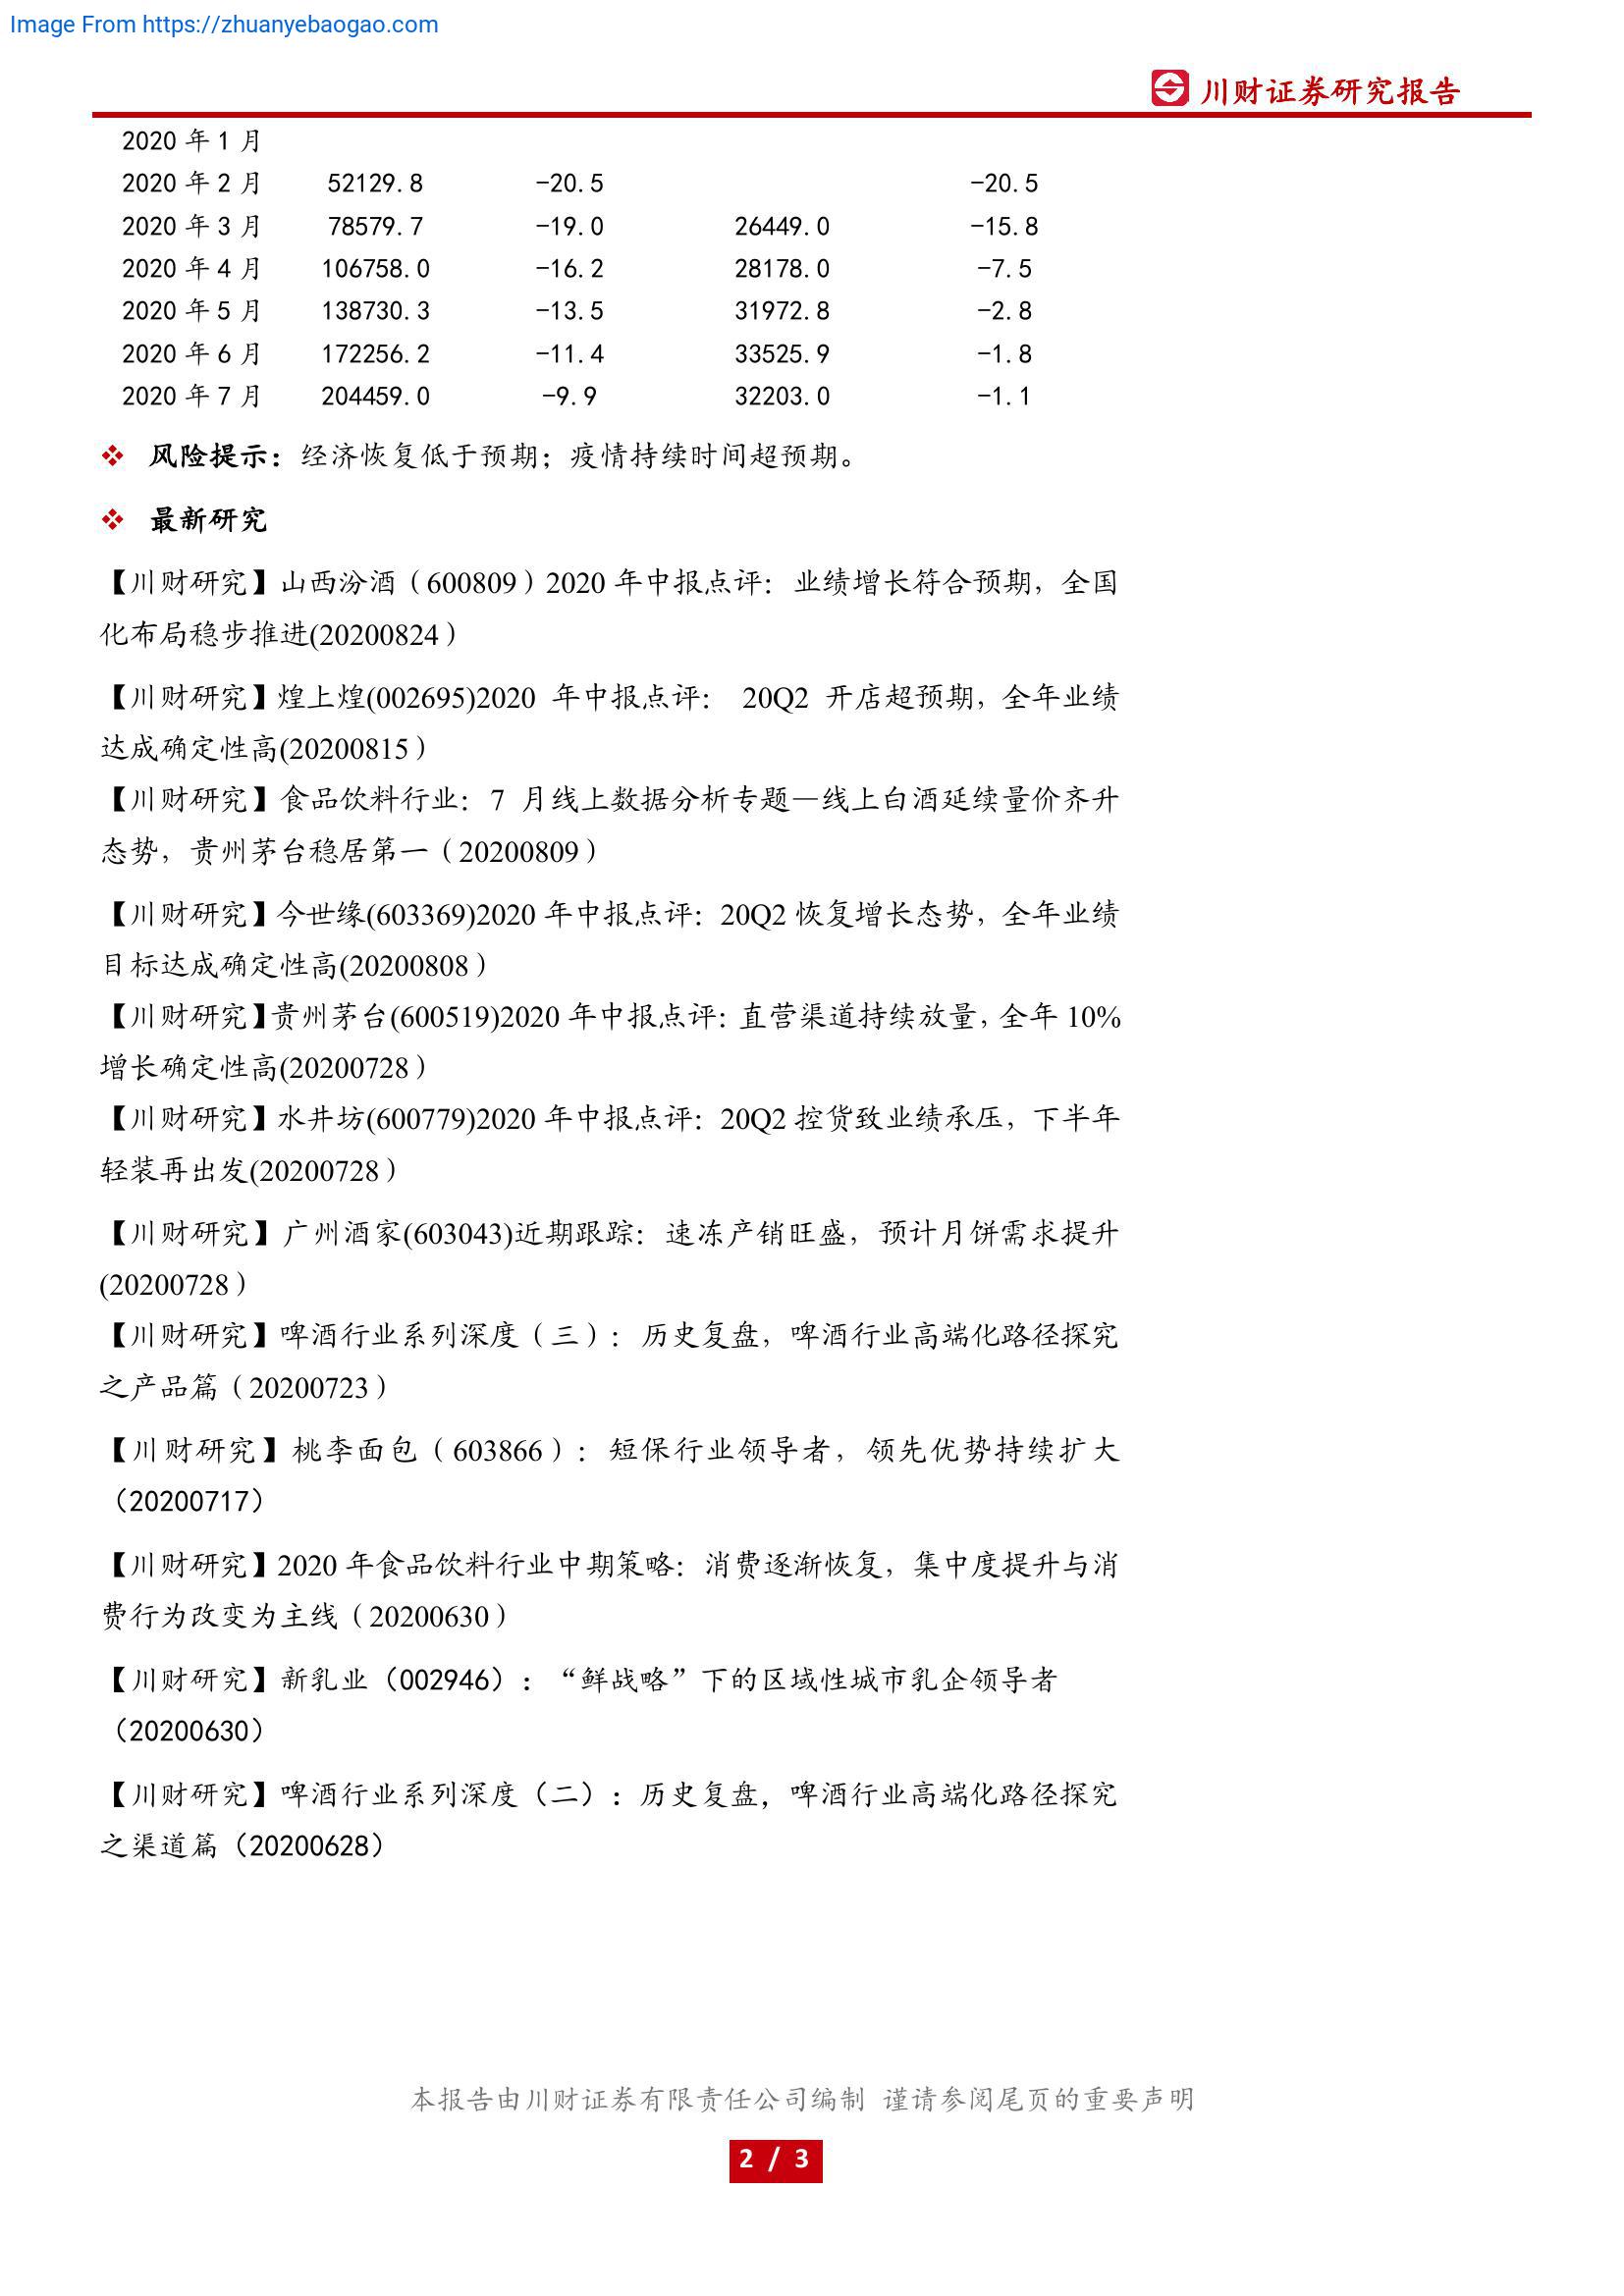 Image From https://zhuanyebaogao.com
川财证券研究报告
2020 年 1 月
2020 年 2 月 52129.8 -20.5 -20.5
2020 年 3 月 78579.7 -19.0 26449.0 -15.8
2020 年 4 月 106758.0 -16.2 28178.0 -7.5
2020 年 5 月 138730.3 -13.5 31972.8 -2.8
2020 年 6 月 172256.2 -11.4 33525.9 -1.8
2020 年 7 月 204459.0 -9.9 32203.0 -1.1
❖ 风险提示：经济恢复低于预期；疫情持续时间超预期。
❖ 最新研究
【川财研究】山西汾酒（600809）2020 年中报点评：业绩增长符合预期，全国
化布局稳步推进(20200824）
【川财研究】煌上煌(002695)2020 年中报点评： 20Q2 开店超预期，全年业绩
达成确定性高(20200815）
【川财研究】食品饮料行业：7 月线上数据分析专题—线上白酒延续量价齐升
态势，贵州茅台稳居第一（20200809）
【川财研究】今世缘(603369)2020 年中报点评：20Q2 恢复增长态势，全年业绩
目标达成确定性高(20200808）
【川财研究】贵州茅台(600519)2020 年中报点评：直营渠道持续放量，全年 10%
增长确定性高(20200728）
【川财研究】水井坊(600779)2020 年中报点评：20Q2 控货致业绩承压，下半年
轻装再出发(20200728）
【川财研究】广州酒家(603043)近期跟踪：速冻产销旺盛，预计月饼需求提升
(20200728）
【川财研究】啤酒行业系列深度（三）：历史复盘，啤酒行业高端化路径探究
之产品篇（20200723）
【川财研究】桃李面包（603866）：短保行业领导者，领先优势持续扩大
（20200717）
【川财研究】2020 年食品饮料行业中期策略：消费逐渐恢复，集中度提升与消
费行为改变为主线（20200630）
【川财研究】新乳业（002946）：“鲜战略”下的区域性城市乳企领导者
（20200630）
【川财研究】啤酒行业系列深度（二）：历史复盘，啤酒行业高端化路径探究
之渠道篇（20200628）
本报告由川财证券有限责任公司编制 谨请参阅尾页的重要声明
2 / 3